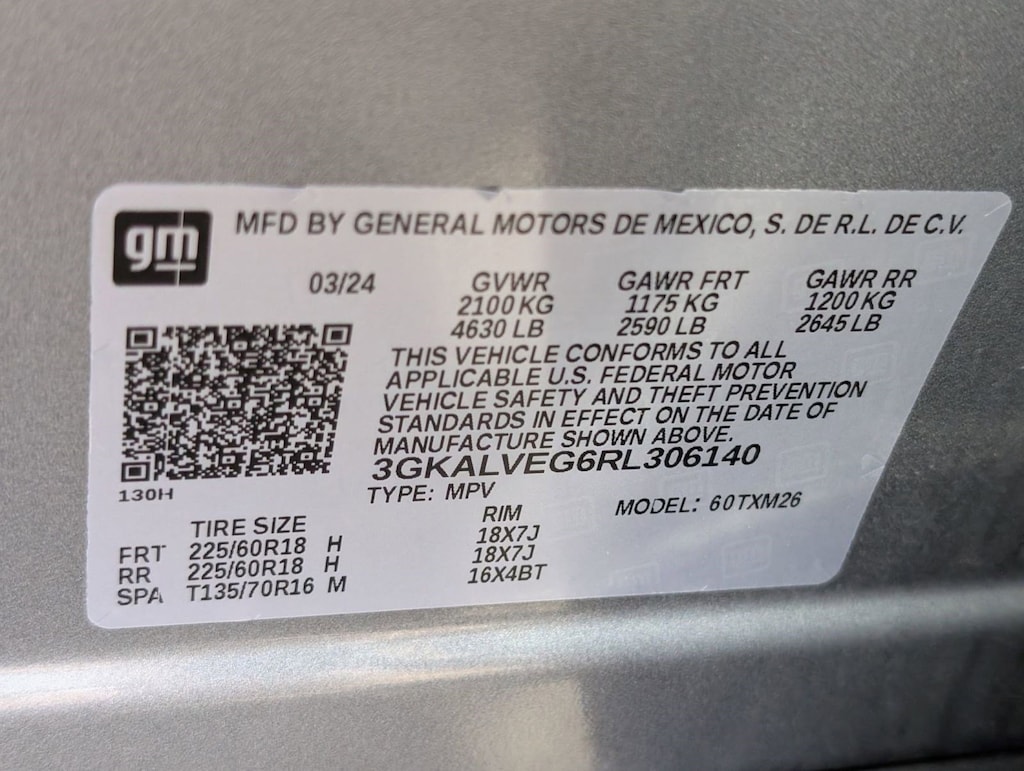 gm
MFD BY GENERAL MOTORS DE MEXICO, S. DE R.L. DE C.V.
03/24 GVWR GAWR FRT GAWR RR
2100 KG 1175 KG 1200 KG
4630 LB 2590 LB 2645 LB
THIS VEHICLE CONFORMS TO ALL
APPLICABLE U.S. FEDERAL MOTOR
VEHICLE SAFETY AND THEFT PREVENTION
STANDARDS IN EFFECT ON THE DATE OF
MANUFACTURE SHOWN ABOVE.
3GKALVEG6RL306140
130H
TYPE: MPV MODEL: 60TXM26
TIRE SIZE RIM
FRT 225/60R18 H 18X7J
RR 225/60R18 H 18X7J
SPA T135/70R16 M 16X4BT